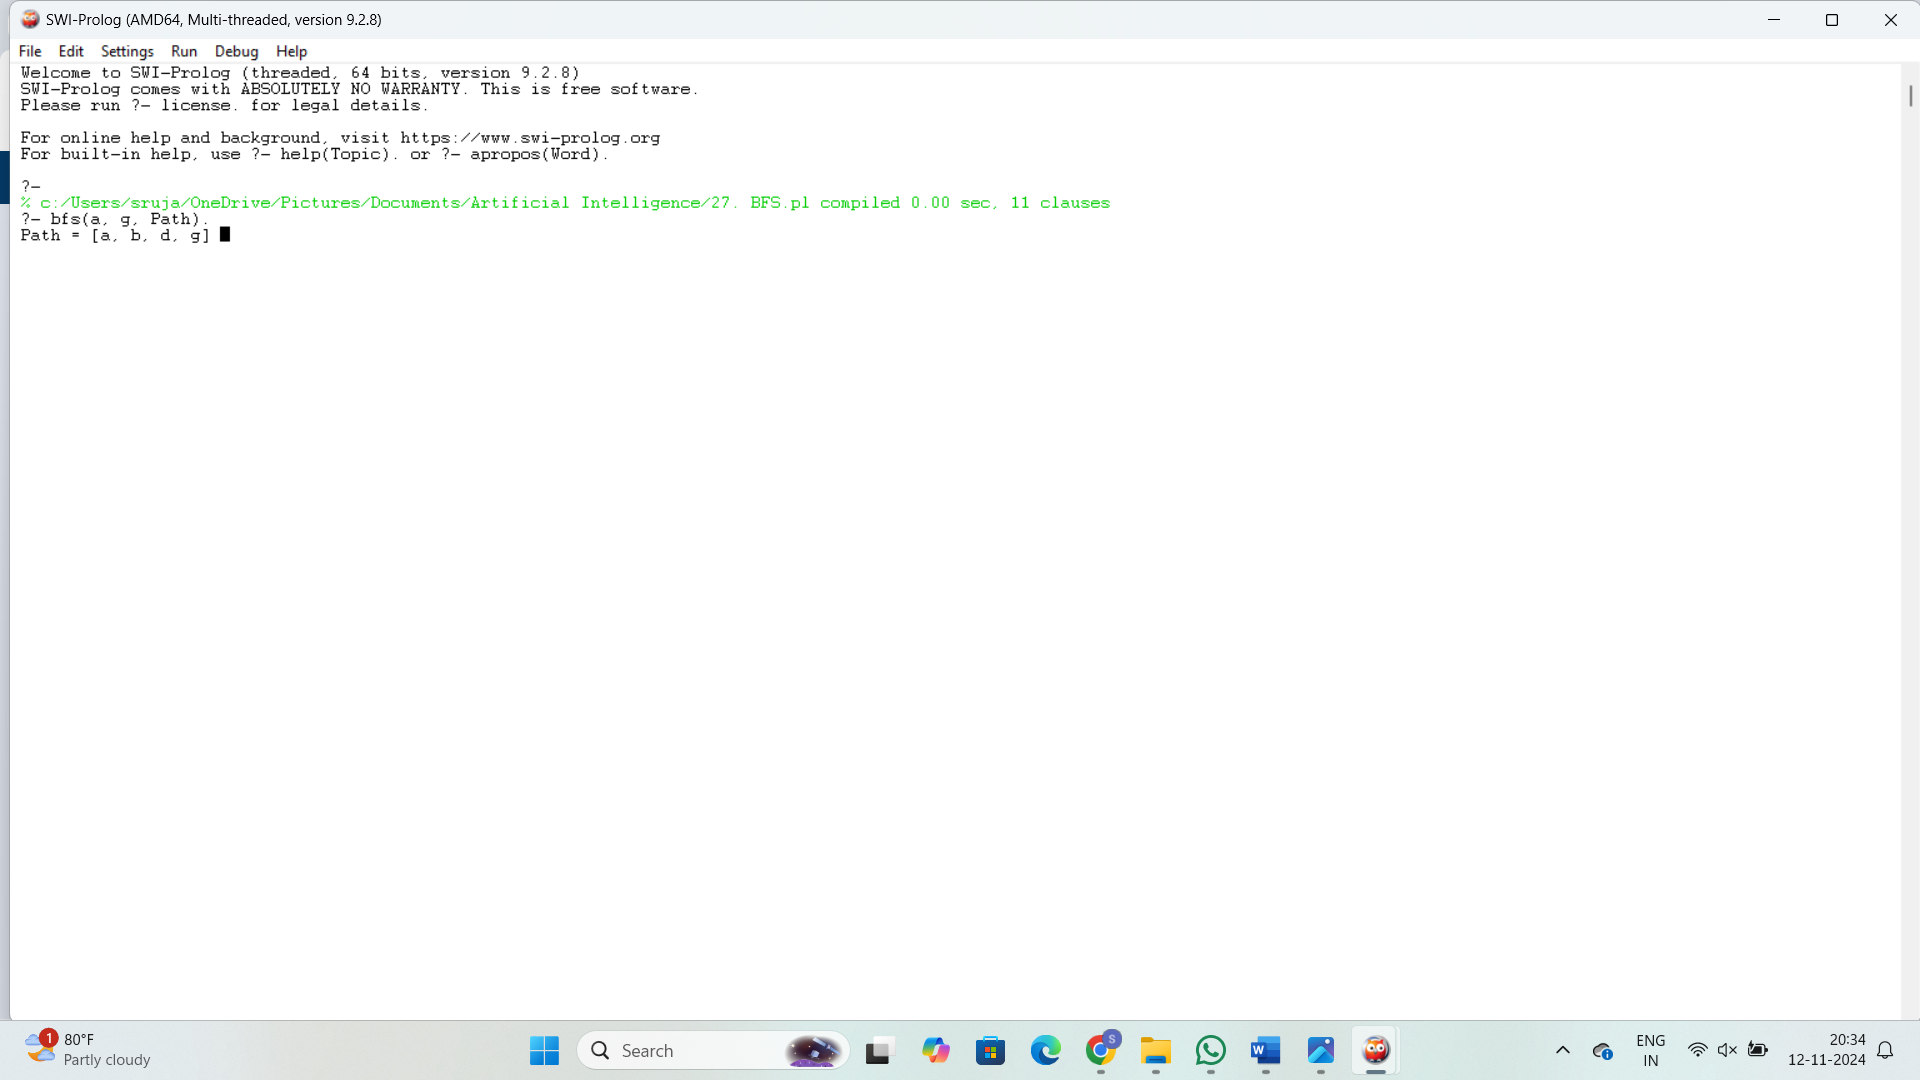 SWI-Prolog (AMD64, Multi-threaded, version 9.2.8)
File Edit Settings Run Debug Help
Welcome to SWI-Prolog (threaded, 64 bits, version 9.2.8)
SWI-Prolog comes with ABSOLUTELY NO WARRANTY. This is free software.
Please run ?- license. for legal details.
For online help and background, visit https://www.swi-prolog.org
For built-in help, use ?- help(Topic). or ?- apropos(Word).
?-
% c:/Users/sruja/OneDrive/Pictures/Documents/Artificial Intelligence/27. BFS.pl compiled 0.00 sec, 11 clauses
?- bfs(a, g, Path).
Path = [a, b, d, g]
1
80°F
Partly cloudy
Search
S
W
ENG
IN
20:34
12-11-2024